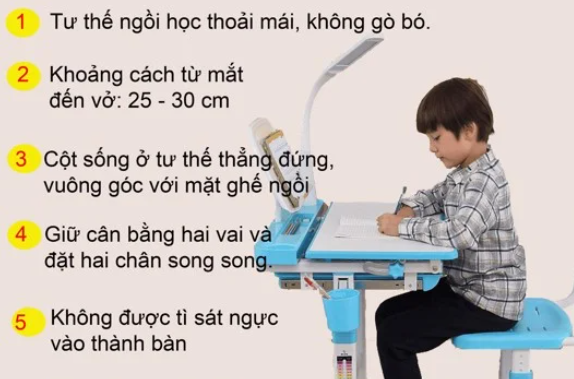 1 Tư thế ngồi học thoải mái, không gò bó.
2 Khoảng cách từ mắt
đến vở: 25 - 30 cm
3 Cột sống ở tư thế thẳng đứng,
vuông góc với mặt ghế ngồi
4 Giữ cân bằng hai vai và
đặt hai chân song song.
5 Không được tì sát ngực
vào thành bàn